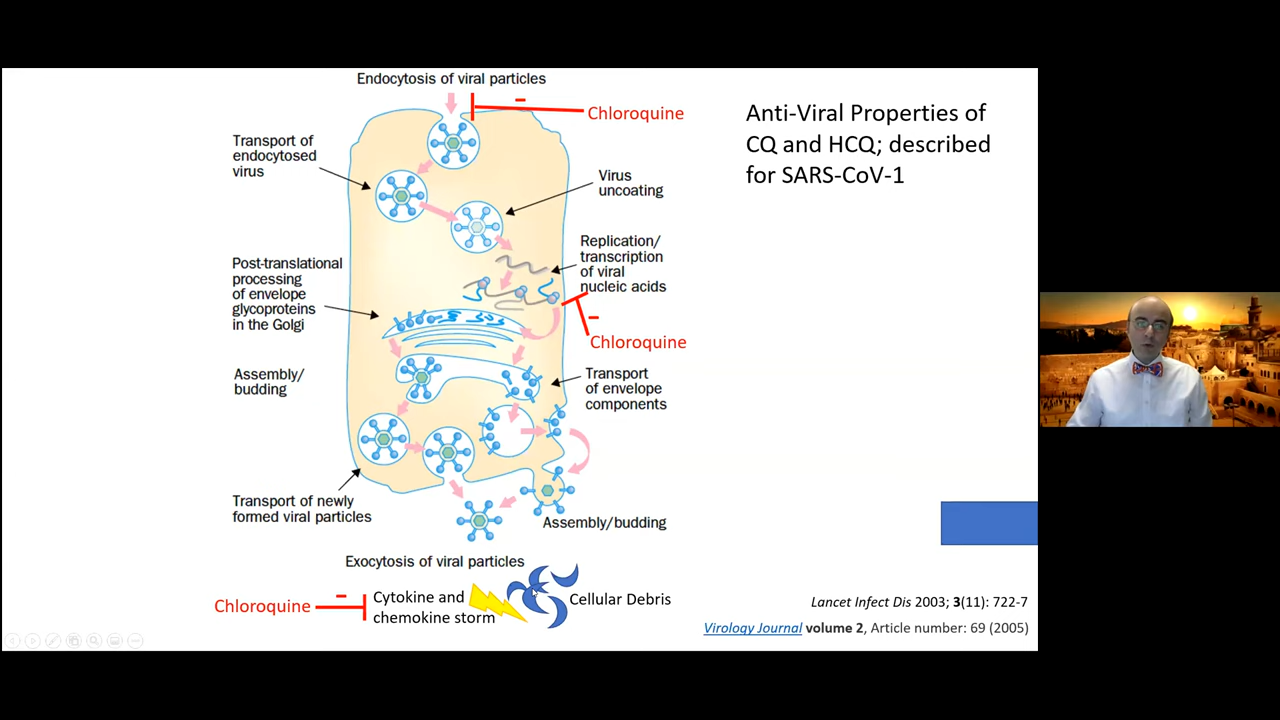 Endocytosis of viral particles
Chloroquine
Transport of
endocytosed
virus
Virus
uncoating
Replication/
transcription
of viral
nucleic acids
Post-translational
processing
of envelope
glycoproteins
in the Golgi
Chloroquine
Assembly/
budding
Transport
of envelope
components
Transport of newly
formed viral particles
Assembly/budding
Exocytosis of viral particles
Chloroquine
Cytokine and
chemokine storm
Cellular Debris
Anti-Viral Properties of
CQ and HCQ; described
for SARS-CoV-1
Lancet Infect Dis 2003; 3(11): 722-7
Virology Journal volume 2, Article number: 69 (2005)